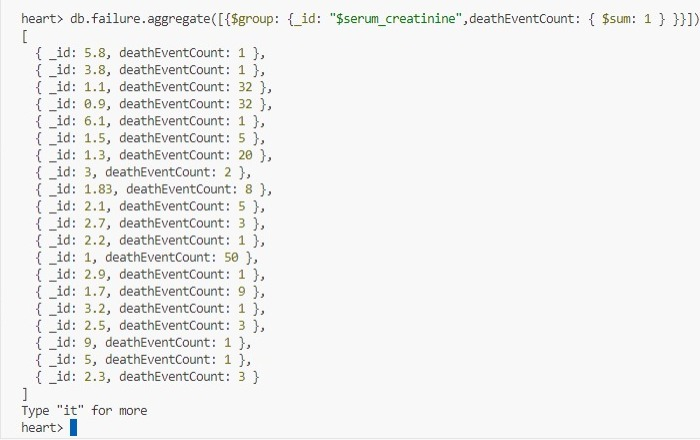 heart> db.failure.aggregate([{$group: {_id: "$serum_creatinine",deathEventCount: { $sum: 1 } }}])
[
{ _id: 5.8, deathEventCount: 1 },
{ _id: 3.8, deathEventCount: 1 },
{ _id: 1.1, deathEventCount: 32 },
{ _id: 0.9, deathEventCount: 32 },
{ _id: 6.1, deathEventCount: 1 },
{ _id: 1.5, deathEventCount: 5 },
{ _id: 1.3, deathEventCount: 20 },
{ _id: 3, deathEventCount: 2 },
{ _id: 1.83, deathEventCount: 8 },
{ _id: 2.1, deathEventCount: 5 },
{ _id: 2.7, deathEventCount: 3 },
{ _id: 2.2, deathEventCount: 1 },
{ _id: 1, deathEventCount: 50 },
{ _id: 2.9, deathEventCount: 1 },
{ _id: 1.7, deathEventCount: 9 },
{ _id: 3.2, deathEventCount: 1 },
{ _id: 2.5, deathEventCount: 3 },
{ _id: 9, deathEventCount: 1 },
{ _id: 5, deathEventCount: 1 },
{ _id: 2.3, deathEventCount: 3 }
]
Type "it" for more
heart>